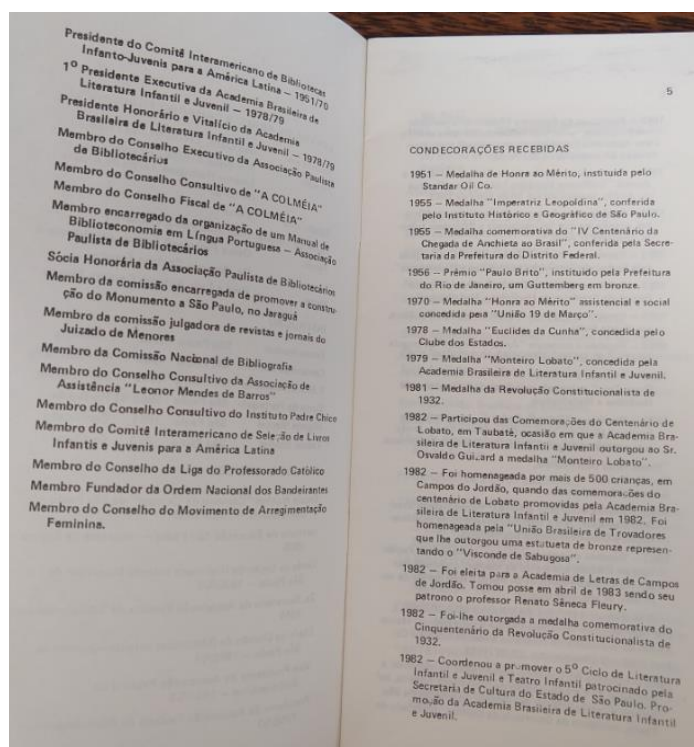 Presidente do Comitê Interamericano de Bibliotecas
Infanto-Juvenis para a América Latina — 1951/70
1º Presidente Executiva da Academia Brasileira de
Literatura Infantil e Juvenil — 1978/79
Presidente Honorário e Vitalício da Academia
Brasileira de Literatura Infantil e Juvenil — 1978/79
Membro do Conselho Executivo da Associação Paulista
de Bibliotecários
Membro do Conselho Consultivo de "A COLMÉIA"
Membro do Conselho Fiscal de "A COLMÉIA"
Membro encarregado da organização de um Manual de
Biblioteconomia em Língua Portuguesa — Associação
Paulista de Bibliotecários
Sócia Honorária da Associação Paulista de Bibliotecários
Membro da comissão encarregada de promover a constru-
ção do Monumento a São Paulo, no Jaraguá
Membro da comissão julgadora de revistas e jornais do
Juizado de Menores
Membro da Comissão Nacional de Bibliografia
Membro do Conselho Consultivo da Associação de
Assistência "Leonor Mendes de Barros"
Membro do Conselho Consultivo do Instituto Padre Chico
Membro do Comitê Interamericano de Seleção de Livros
Infantis e Juvenis para a América Latina
Membro do Conselho da Liga do Professorado Católico
Membro Fundador da Ordem Nacional dos Bandeirantes
Membro do Conselho do Movimento de Arregimentação
Feminina.
5
CONDECORAÇÕES RECEBIDAS
1951 — Medalha de Honra ao Mérito, instituída pelo
Standar Oil Co.
1955 — Medalha "Imperatriz Leopoldina", conferida
pelo Instituto Histórico e Geográfico de São Paulo.
1955 — Medalha comemorativa do "IV Centenário da
Chegada de Anchieta ao Brasil", conferida pela Secre-
taria da Prefeitura do Distrito Federal.
1956 — Prêmio "Paulo Brito", instituído pela Prefeitura
do Rio de Janeiro, um Guttemberg em bronze.
1970 — Medalha "Honra ao Mérito" assistencial e social
concedida pela "União 19 de Março".
1978 — Medalha "Euclides da Cunha", concedida pelo
Clube dos Estados.
1979 — Medalha "Monteiro Lobato", concedida pela
Academia Brasileira de Literatura Infantil e Juvenil.
1981 — Medalha da Revolução Constitucionalista de
1932.
1982 — Participou das Comemorações do Centenário de
Lobato, em Taubaté, ocasião em que a Academia Bra-
sileira de Literatura Infantil e Juvenil outorgou ao Sr.
Osvaldo Guisard a medalha "Monteiro Lobato".
1982 — Foi homenageada por mais de 500 crianças, em
Campos do Jordão, quando das comemorações do
centenário de Lobato promovidas pela Academia Bra-
sileira de Literatura Infantil e Juvenil em 1982. Foi
homenageada pela "União Brasileira de Trovadores
que lhe outorgou uma estatueta de bronze represen-
tando o "Visconde de Sabugosa".
1982 — Foi eleita para a Academia de Letras de Campos
de Jordão. Tomou posse em abril de 1983 sendo seu
patrono o professor Renato Sêneca Fleury.
1982 — Foi-lhe outorgada a medalha comemorativa do
Cinquentenário da Revolução Constitucionalista de
1932.
1982 — Coordenou a promover o 5º Ciclo de Literatura
Infantil e Juvenil e Teatro Infantil patrocinado pela
Secretaria de Cultura do Estado de São Paulo. Pro-
moção da Academia Brasileira de Literatura Infantil
e Juvenil.